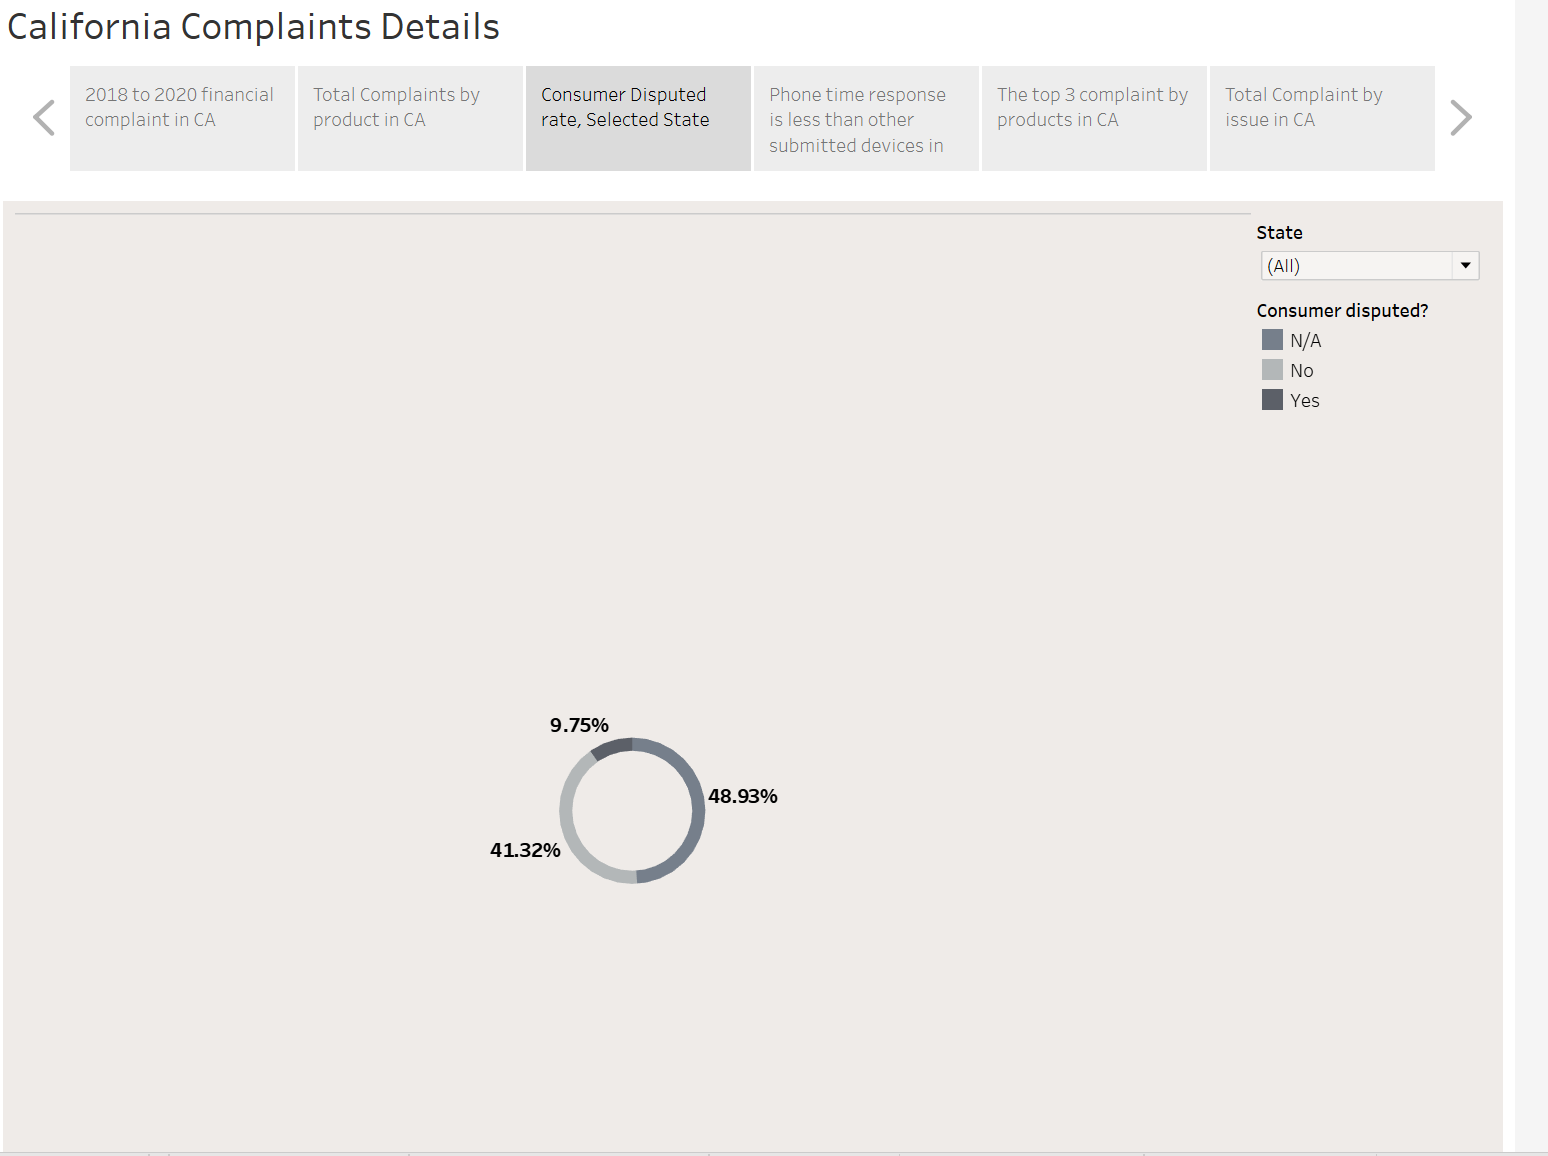 California Complaints Details
2018 to 2020 financial
complaint in CA
Total Complaints by
product in CA
Consumer Disputed
rate, Selected State
Phone time response
is less than other
submitted devices in
The top 3 complaint by
products in CA
Total Complaint by
issue in CA
State
(All)
Consumer disputed?
N/A
No
Yes
9.75%
48.93%
41.32%